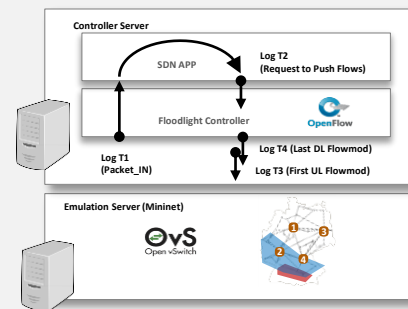 Controller Server
SDN APP
Log T2
(Request to Push Flows)
Floodlight Controller
OpenFlow
Log T1
(Packet_IN)
Log T4 (Last DL Flowmod)
Log T3 (First UL Flowmod)
Emulation Server (Mininet)
OvS
Open vSwitch
1
3
2
4